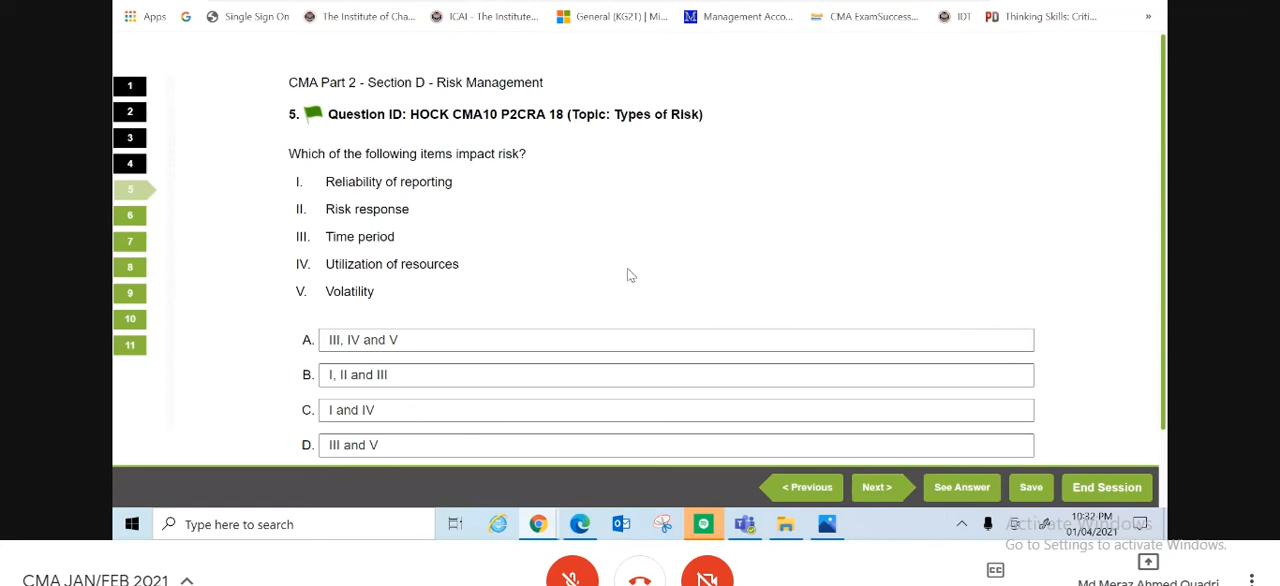 Apps
Single Sign On
The Institute of Cha...
ICAI - The Institute...
General (KG2T) | Mi...
Management Acco...
CMA ExamSuccess...
IDT
PD Thinking Skills: Criti...
»
CMA Part 2 - Section D - Risk Management
5. Question ID: HOCK CMA10 P2CRA 18 (Topic: Types of Risk)
Which of the following items impact risk?
I. Reliability of reporting
II. Risk response
III. Time period
IV. Utilization of resources
V. Volatility
A. III, IV and V
B. I, II and III
C. I and IV
D. III and V
1
2
3
4
5
6
7
8
9
10
11
< Previous
Next >
See Answer
Save
End Session
Type here to search
10:32 PM
01/04/2021
Activate Windows
Go to Settings to activate Windows.
CMA JAN/FEB 2021
CC
Md Meraz Ahmed Quadri